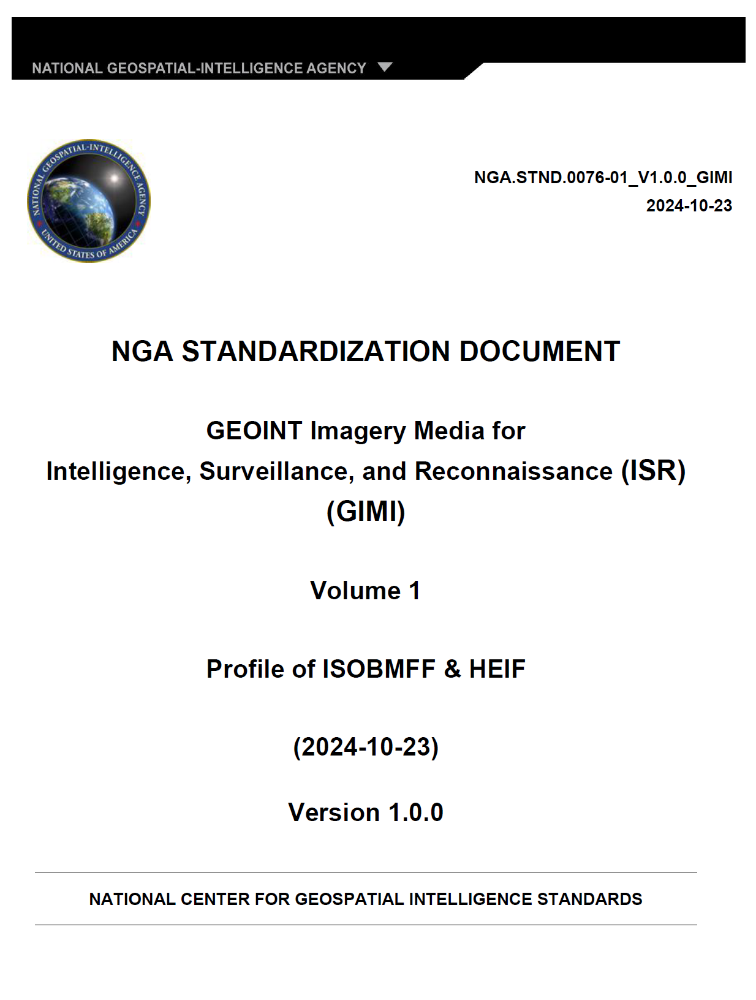 NATIONAL GEOSPATIAL-INTELLIGENCE AGENCY
NATIONAL GEOSPATIAL-INTELLIGENCE AGENCY
UNITED STATES OF AMERICA
NGA.STND.0076-01_V1.0.0_GIMI
2024-10-23
NGA STANDARDIZATION DOCUMENT
GEOINT Imagery Media for
Intelligence, Surveillance, and Reconnaissance (ISR)
(GIMI)
Volume 1
Profile of ISOBMFF & HEIF
(2024-10-23)
Version 1.0.0
NATIONAL CENTER FOR GEOSPATIAL INTELLIGENCE STANDARDS